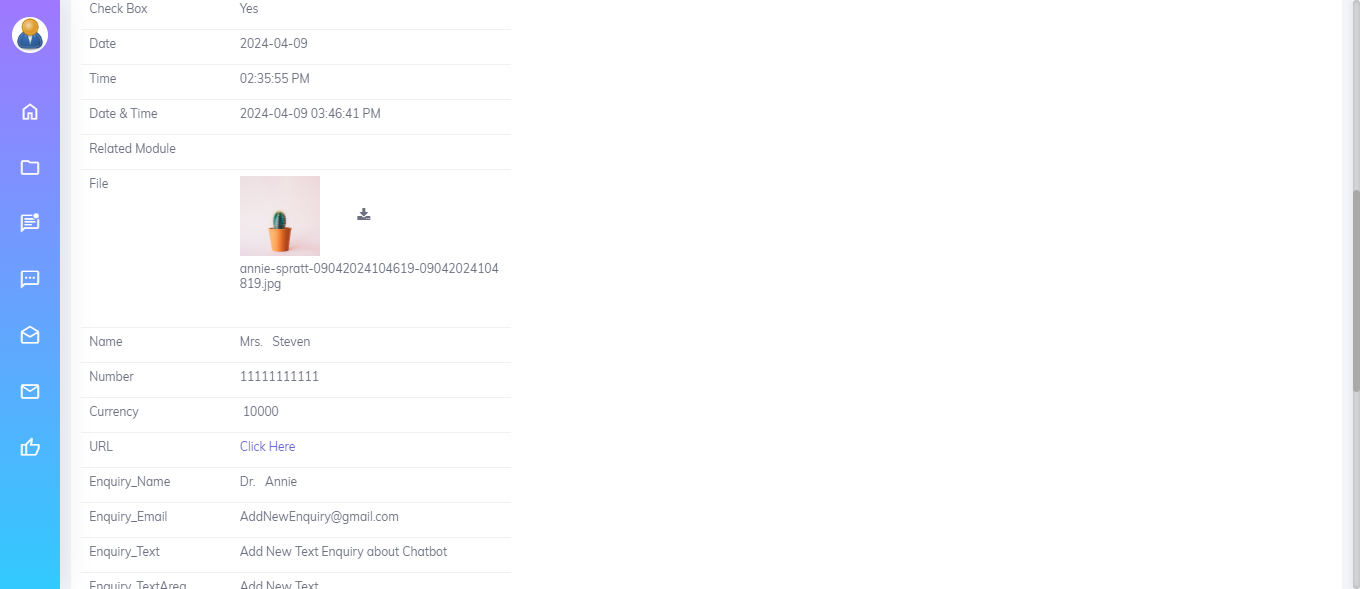 Check Box Yes
Date 2024-04-09
Time 02:35:55 PM
Date & Time 2024-04-09 03:46:41 PM
Related Module
File
annie-spratt-09042024104619-09042024104
819.jpg
Name Mrs. Steven
Number 11111111111
Currency 10000
URL Click Here
Enquiry_Name Dr. Annie
Enquiry_Email AddNewEnquiry@gmail.com
Enquiry_Text Add New Text Enquiry about Chatbot
Enquiry_TextArea Add New Text